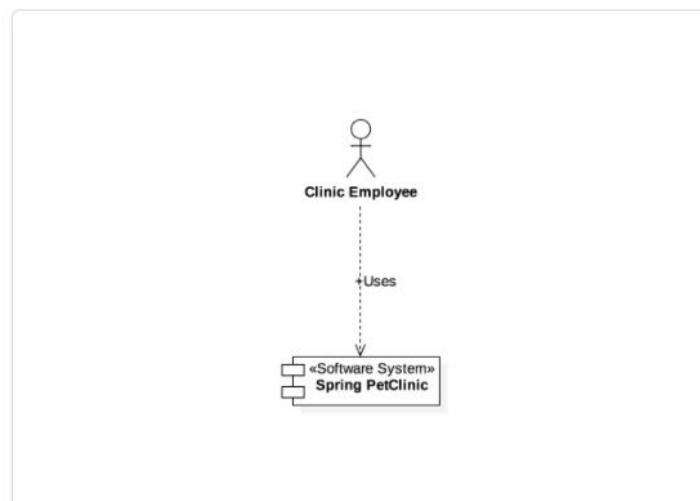 Clinic Employee
+Uses
«Software System»
Spring PetClinic